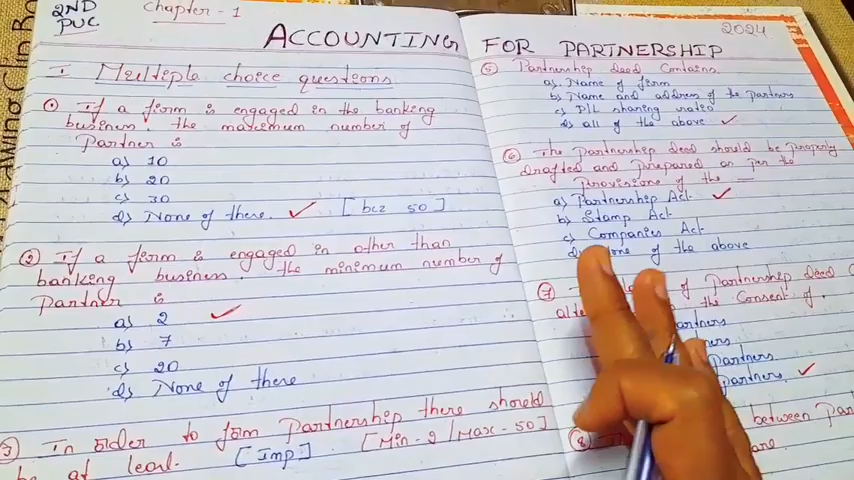 2ND PUC
Chapter - 1
ACCOUNTING FOR PARTNERSHIP
2024
I Multiple choice questions
1 If a firm is engaged in the banking
business. the maximum number of
Partner is
a) 10
b) 20
c) 30
d) None of there. ✓ [bcz 50]
2 If a firm is engaged in other than
banking business. the minimum number of
Partner is
a) 2 ✓
b) 7
c) 20
d) None of there
3 In order to form Partnership there should
be at least. [Imp] [Min-2/Max-50]
5 Partnership deed Contains
a). Name of firm
b) Name and address of the partners
c) P/L sharing ratio
d) all of the above ✓
6 The Partnership deed should be properly
drafted and prepared as per the
Provisions of the —
a) Partnership Act ✓
b) Stamp Act
c) Companies Act
d) None of the above
7 of Partnership deed
the Consent of.
partners
Partners
partners. ✓
8 between